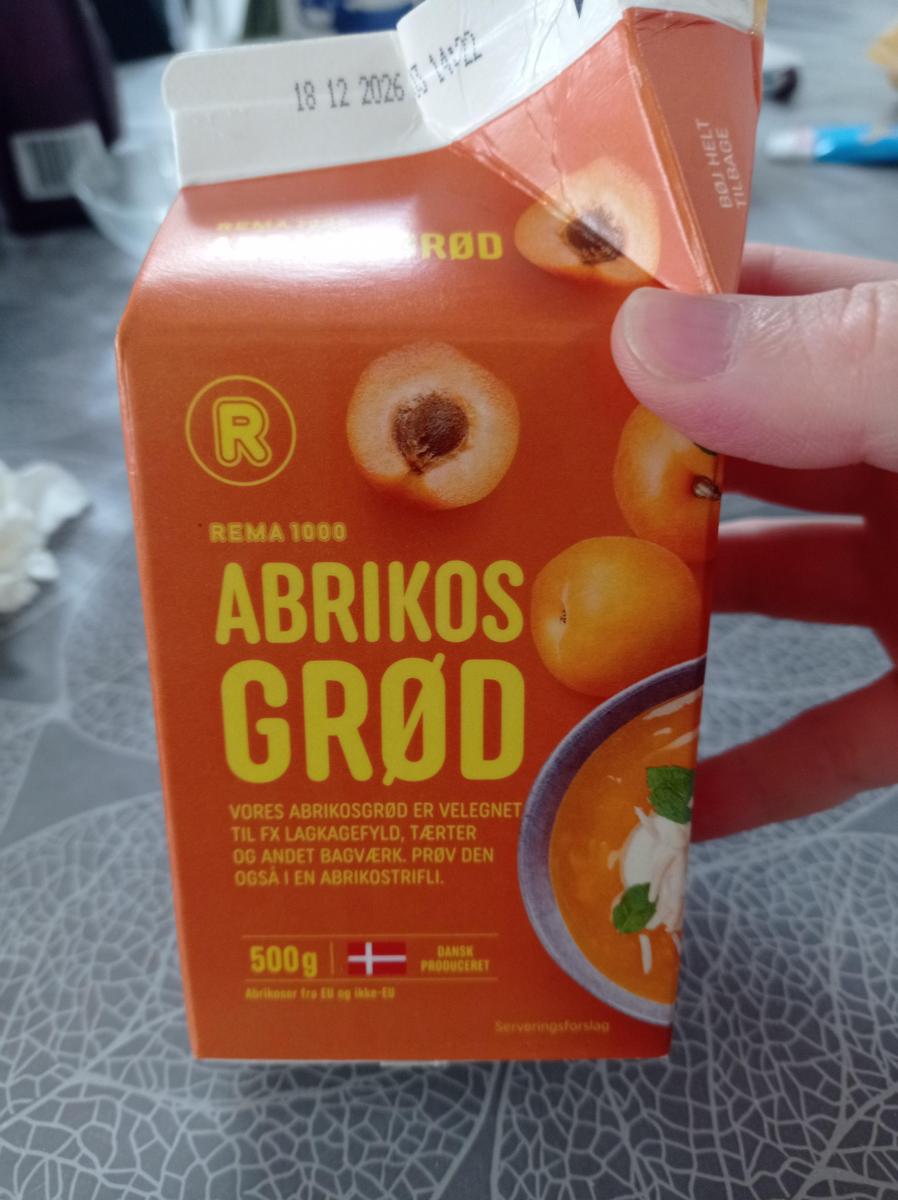 18 12 2026 14:22
BØJ HELT
TILBAGE
REMA 1000
GRØD
R
REMA 1000
ABRIKOS
GRØD
VORES ABRIKOSGRØD ER VELEGNET
TIL FX LAGKAGEFYLD, TÆRTER
OG ANDET BAGVÆRK. PRØV DEN
OGSÅ I EN ABRIKOSTRIFLI.
500g
DANSK
PRODUCERET
Abrikoser fra EU og ikke-EU
Serveringsforslag